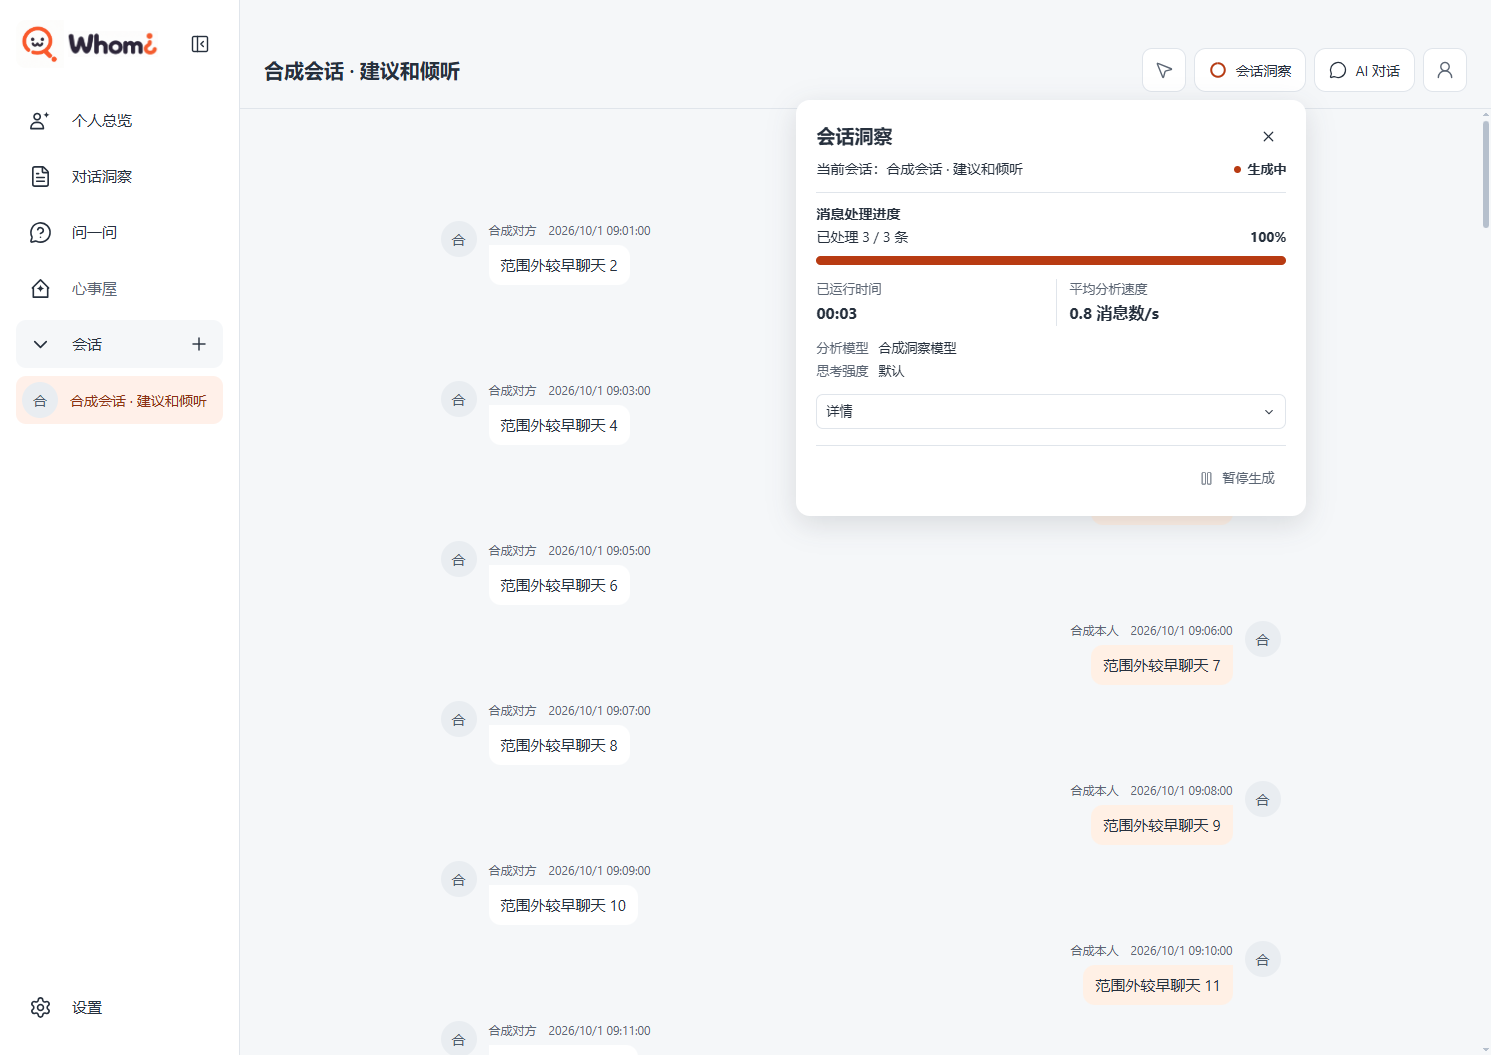 Whomi
个人总览
对话洞察
问一问
心事屋
会话
合 合成会话 · 建议和倾听
设置
合成会话 · 建议和倾听
会话洞察
AI 对话
会话洞察
当前会话：合成会话 · 建议和倾听
生成中
消息处理进度
已处理 3 / 3 条
100%
已运行时间
00:03
平均分析速度
0.8 消息数/s
分析模型 合成洞察模型
思考强度 默认
详情
暂停生成
合 合成对方 2026/10/1 09:01:00
范围外较早聊天 2
合 合成对方 2026/10/1 09:03:00
范围外较早聊天 4
合 合成对方 2026/10/1 09:05:00
范围外较早聊天 6
合成本人 2026/10/1 09:06:00 合
范围外较早聊天 7
合 合成对方 2026/10/1 09:07:00
范围外较早聊天 8
合成本人 2026/10/1 09:08:00 合
范围外较早聊天 9
合 合成对方 2026/10/1 09:09:00
范围外较早聊天 10
合成本人 2026/10/1 09:10:00 合
范围外较早聊天 11
合 合成对方 2026/10/1 09:11:00